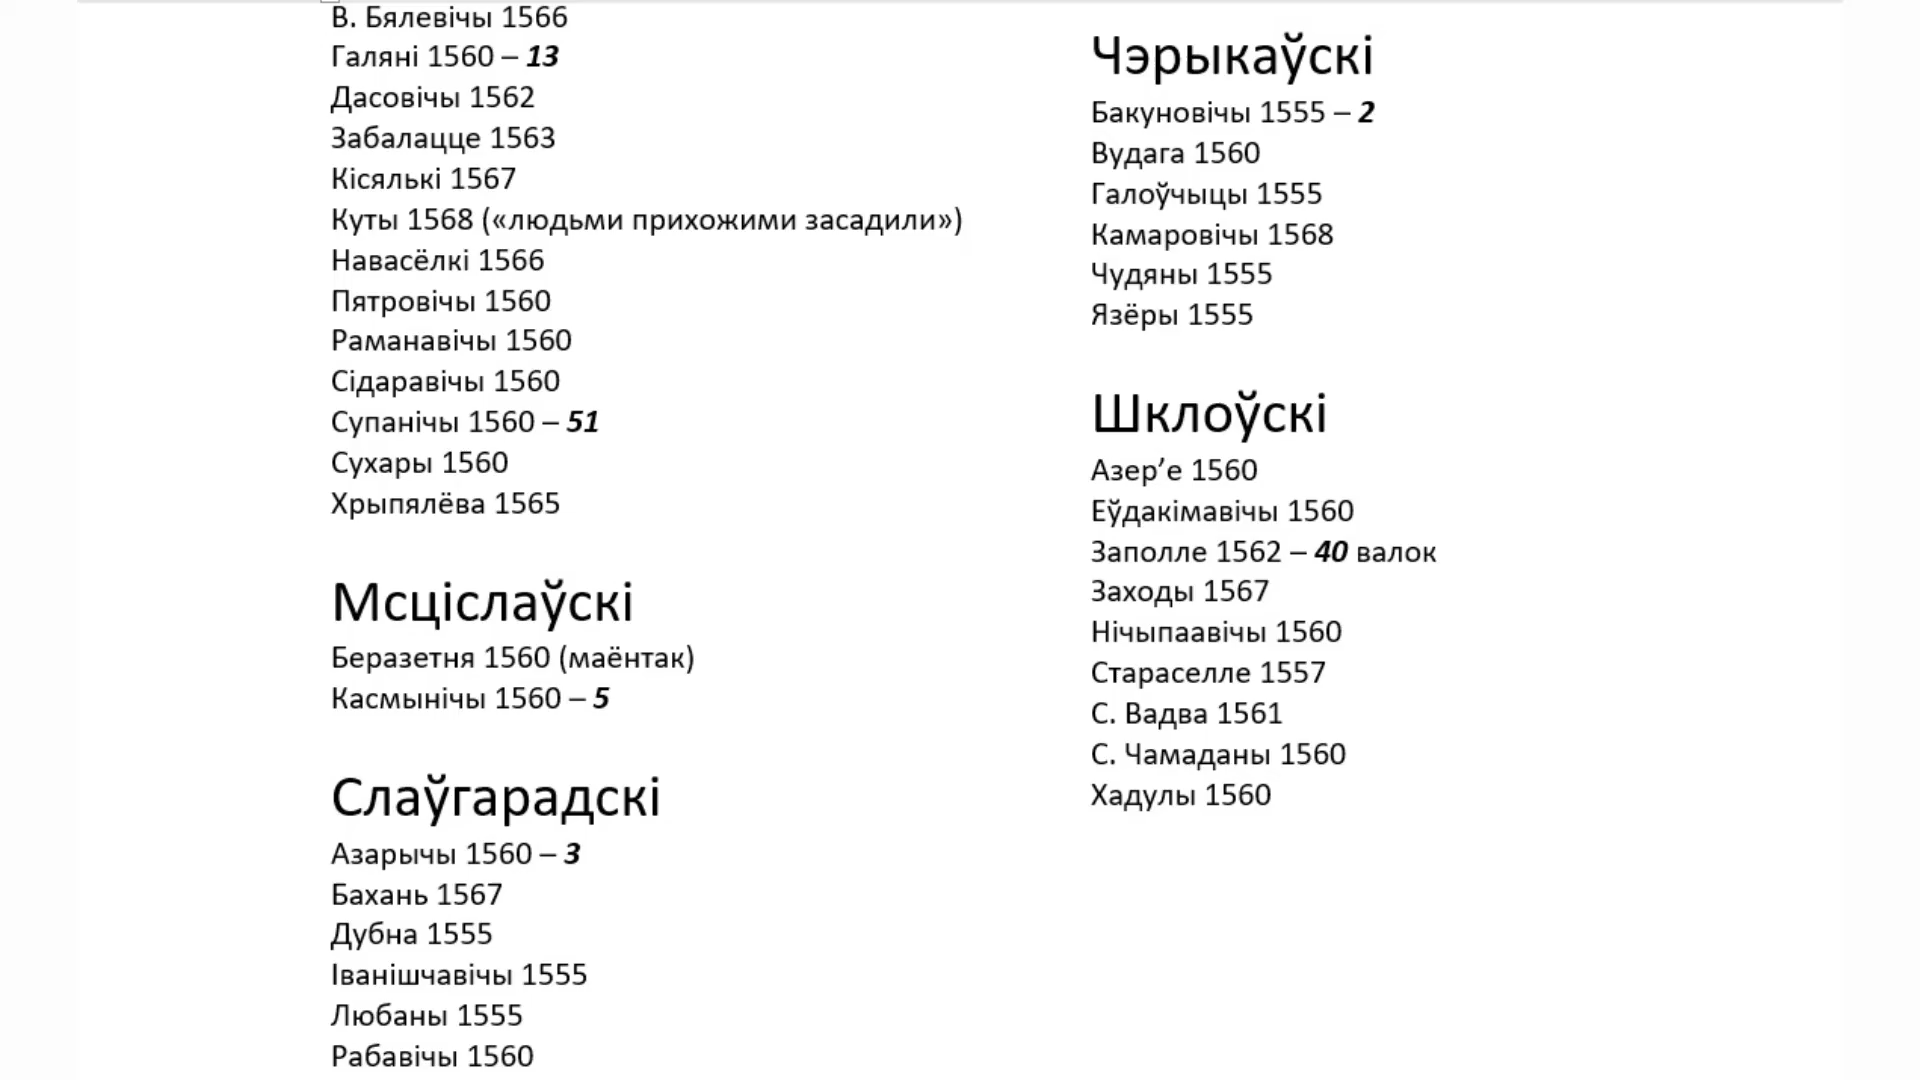 В. Бялевічы 1566
Галяні 1560 – 13
Дасовічы 1562
Забалацце 1563
Кісялькі 1567
Куты 1568 («людьми прихожими засадили»)
Навасёлкі 1566
Пятровічы 1560
Раманавічы 1560
Сідаравічы 1560
Супанічы 1560 – 51
Сухары 1560
Хрыпялёва 1565
Мсціслаўскі
Беразетня 1560 (маёнтак)
Касмынічы 1560 – 5
Слаўгарадскі
Азарычы 1560 – 3
Бахань 1567
Дубна 1555
Іванішчавічы 1555
Любаны 1555
Рабавічы 1560
Чэрыкаўскі
Бакуновічы 1555 – 2
Вудага 1560
Галоўчыцы 1555
Камаровічы 1568
Чудяны 1555
Язёры 1555
Шклоўскі
Азер’е 1560
Еўдакімавічы 1560
Заполле 1562 – 40 валок
Заходы 1567
Нічыпаавічы 1560
Стараселле 1557
С. Вадва 1561
С. Чамаданы 1560
Хадулы 1560